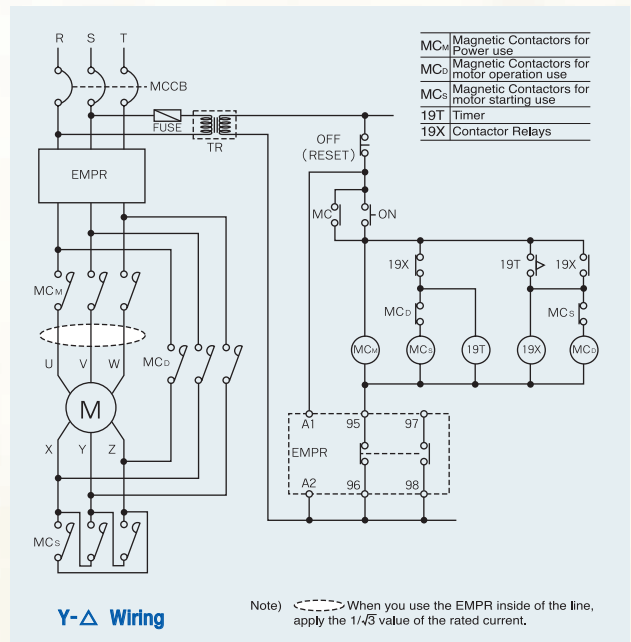 R S T
MCCB
FUSE
TR
EMPR
MCM
U V W
MCD
M
X Y Z
MCS
MCM Magnetic Contactors for Power use
MCD Magnetic Contactors for motor operation use
MCS Magnetic Contactors for motor starting use
19T Timer
19X Contactor Relays
OFF
(RESET)
MC ON
19X 19T 19X
MCD MCS
MCM MCS 19T 19X MCD
A1 95 97
EMPR
A2 96 98
Y-△ Wiring
Note) When you use the EMPR inside of the line,
apply the 1/√3 value of the rated current.